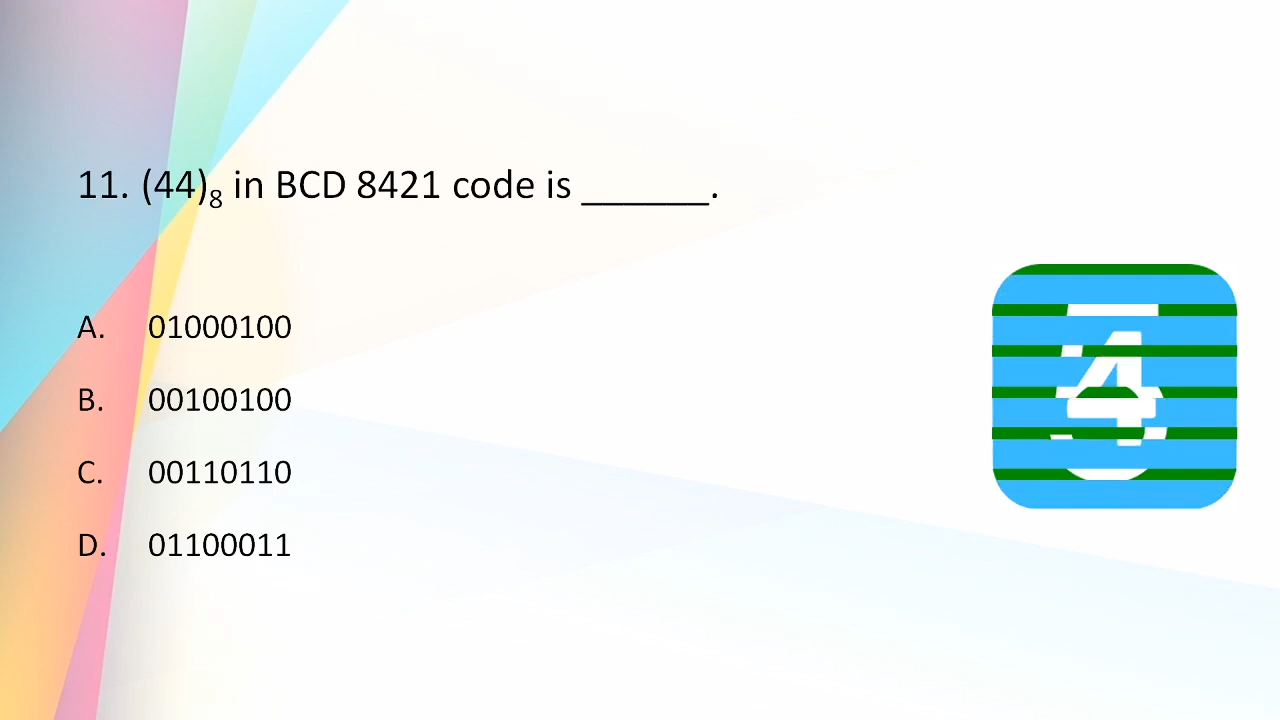 11. (44)₈ in BCD 8421 code is ______.
A. 01000100
B. 00100100
C. 00110110
D. 01100011
4